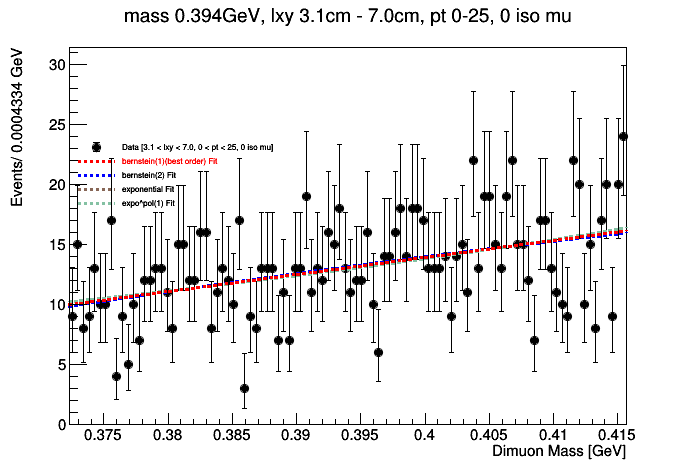 mass 0.394GeV, lxy 3.1cm - 7.0cm, pt 0-25, 0 iso mu
Events/ 0.0004334 GeV
30
25
20
15
10
5
0
Data [3.1 < lxy < 7.0, 0 < pt < 25, 0 iso mu]
bernstein(1)(best order) Fit
bernstein(2) Fit
exponential Fit
expo*pol(1) Fit
0.375 0.38 0.385 0.39 0.395 0.4 0.405 0.41 0.415
Dimuon Mass [GeV]